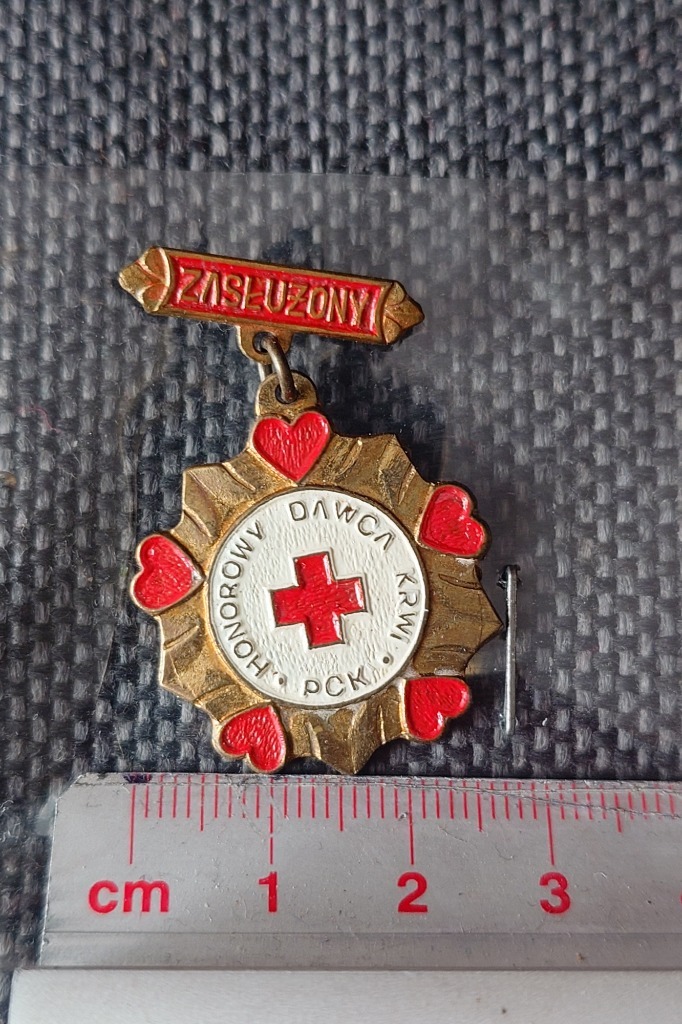 ZASŁUŻONY
HONOROWY DAWCA KRWI
• PCK •
cm 1 2 3